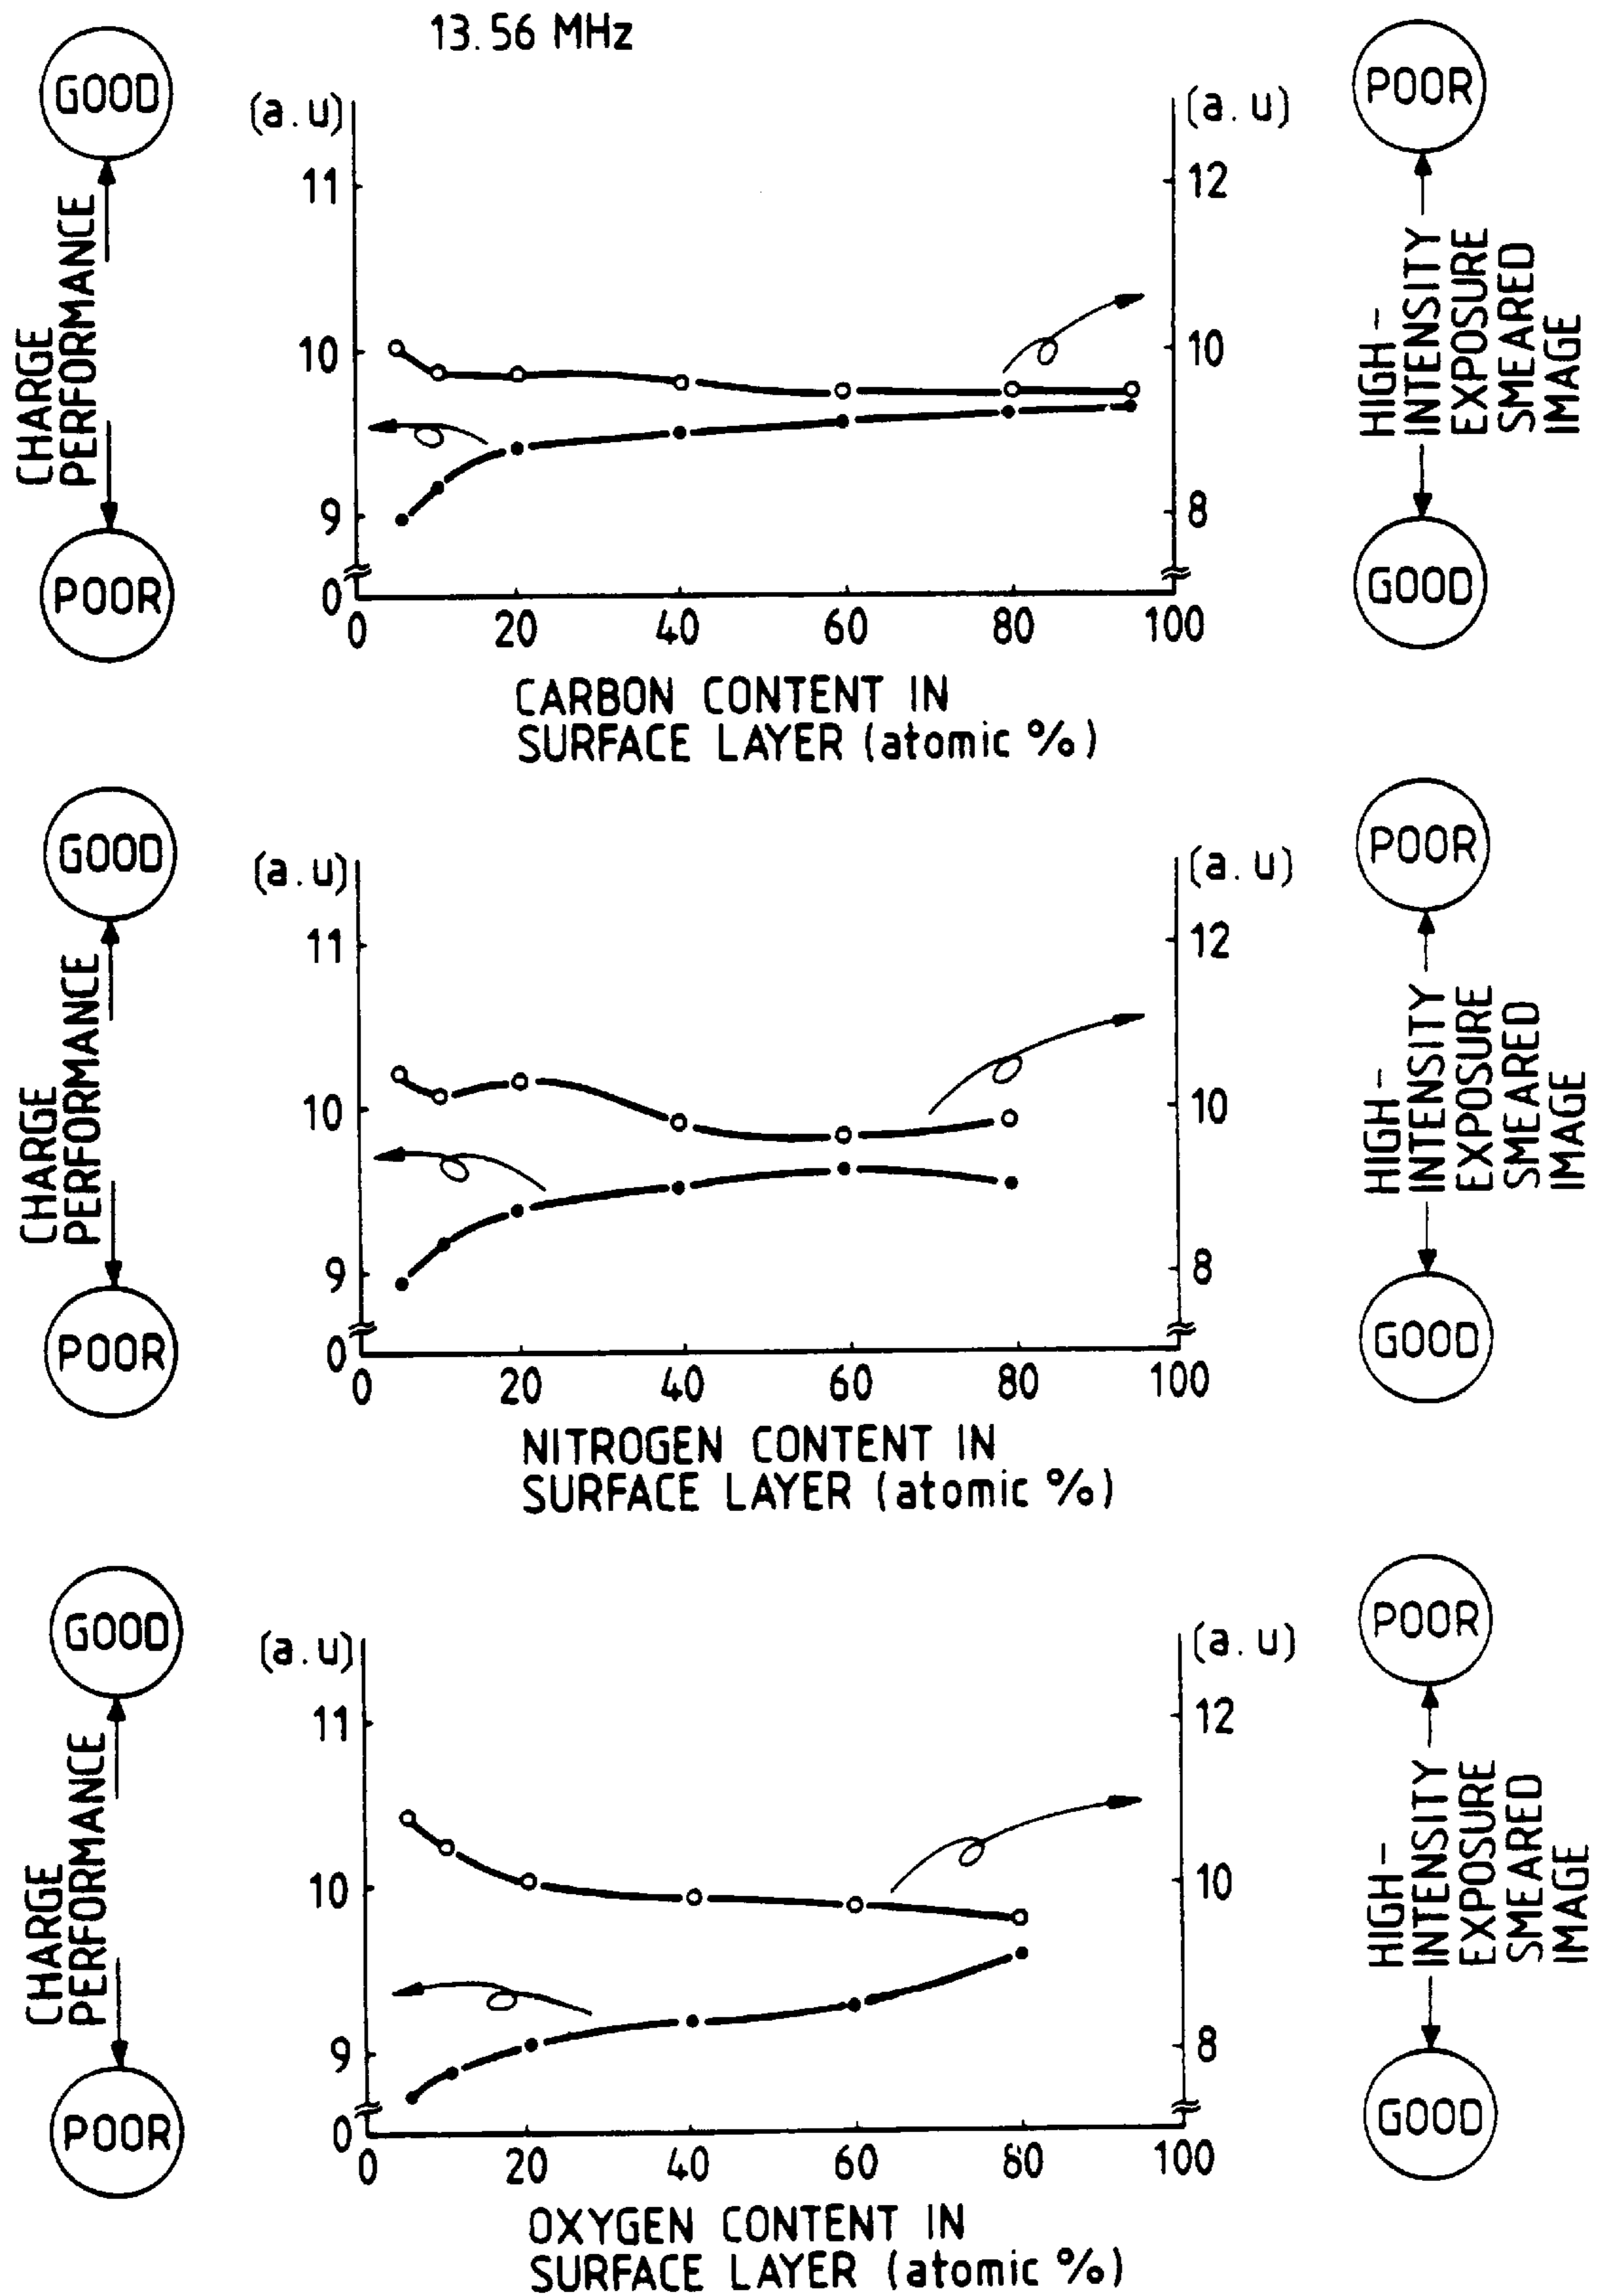 13.56 MHz
GOOD
CHARGE
PERFORMANCE
POOR
(a.u)
11
10
9
0
(a.u)
12
10
8
0
20
40
60
80
100
CARBON CONTENT IN
SURFACE LAYER (atomic %)
POOR
HIGH-
INTENSITY
EXPOSURE
SMEARED
IMAGE
GOOD
GOOD
CHARGE
PERFORMANCE
POOR
(a.u)
11
10
9
0
(a.u)
12
10
8
0
20
40
60
80
100
NITROGEN CONTENT IN
SURFACE LAYER (atomic %)
POOR
HIGH-
INTENSITY
EXPOSURE
SMEARED
IMAGE
GOOD
GOOD
CHARGE
PERFORMANCE
POOR
(a.u)
11
10
9
0
(a.u)
12
10
8
0
20
40
60
80
100
OXYGEN CONTENT IN
SURFACE LAYER (atomic %)
POOR
HIGH-
INTENSITY
EXPOSURE
SMEARED
IMAGE
GOOD